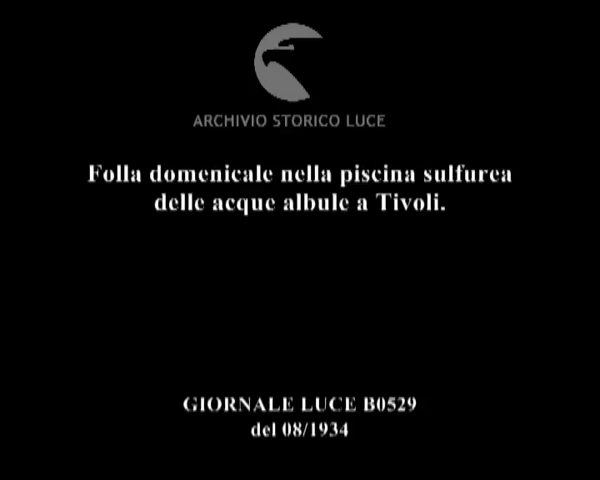 ARCHIVIO STORICO LUCE
Folla domenicale nella piscina sulfurea
delle acque albule a Tivoli.
GIORNALE LUCE B0529
del 08/1934